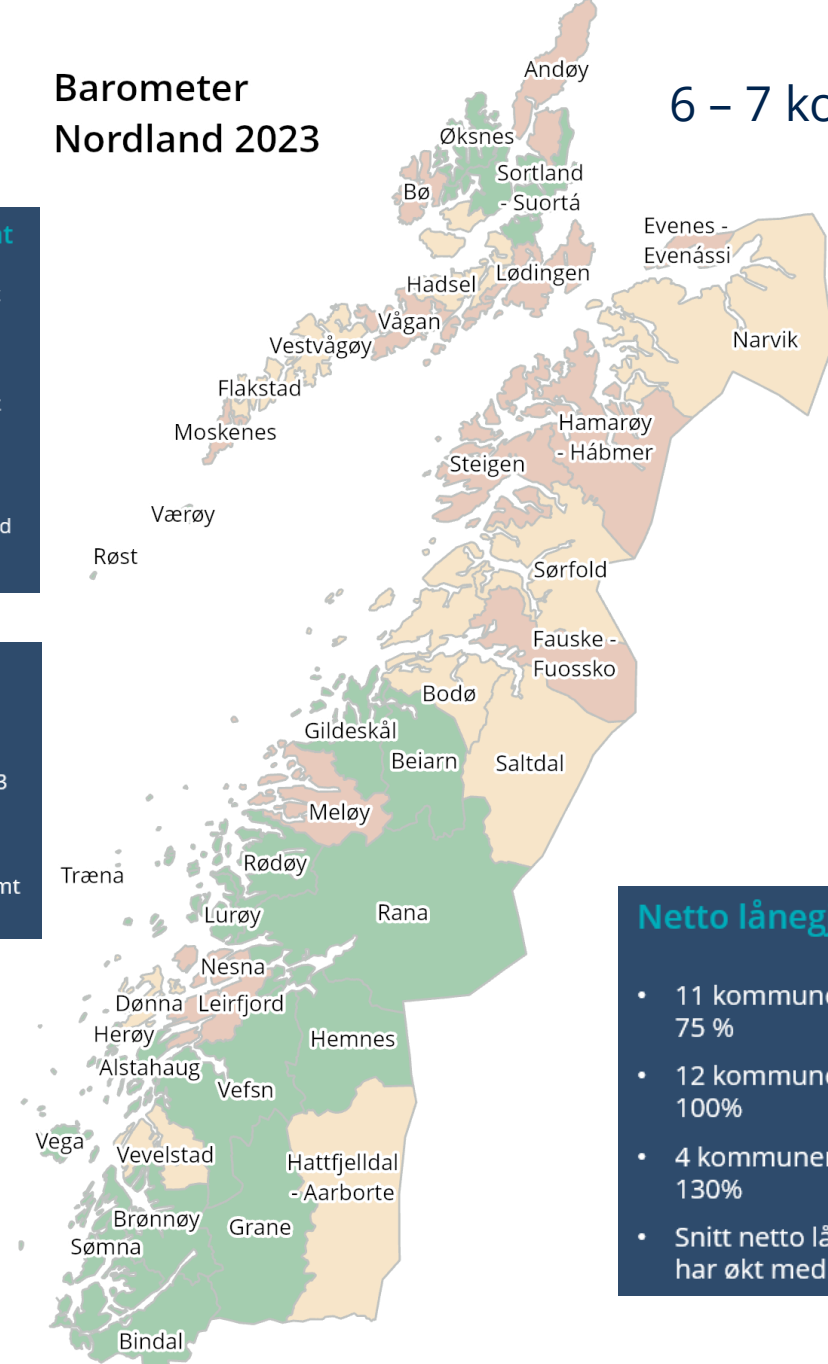 Barometer
Nordland 2023
6 – 7 ko
Andøy
Øksnes
Sortland
- Suortá
Bø
Evenes -
Evenássi
Hadsel
Lødingen
Vågan
Vestvågøy
Narvik
Flakstad
Moskenes
Hamarøy
- Hábmer
Steigen
Værøy
Røst
Sørfold
Fauske -
Fuossko
Bodø
Gildeskål
Beiarn
Saltdal
Meløy
Rødøy
Træna
Lurøy
Rana
Nesna
Dønna
Leirfjord
Herøy
Hemnes
Alstahaug
Vefsn
Vega
Vevelstad
Hattfjelldal
- Aarborte
Brønnøy
Grane
Sømna
Bindal
d
3
mt
Netto låneg
• 11 kommune
75 %
• 12 kommune
100%
• 4 kommuner
130%
• Snitt netto lå
har økt med